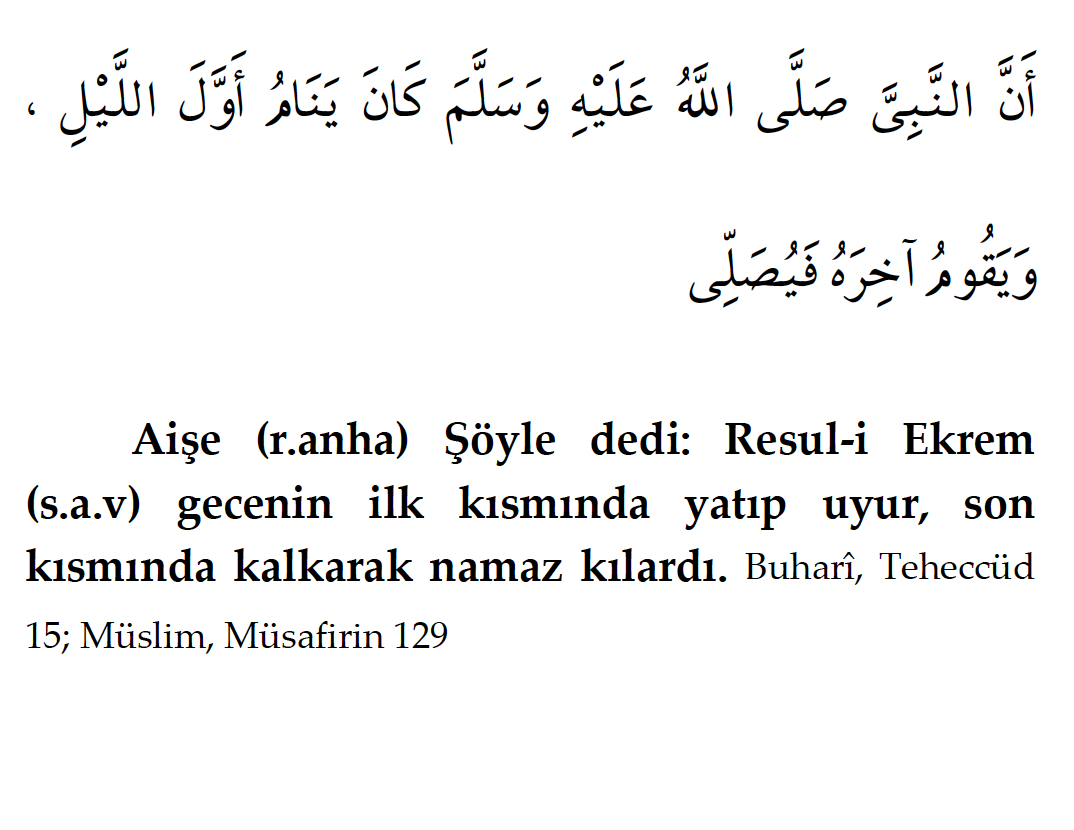 أَنَّ النَّبِىَّ صَلَّى اللَّهُ عَلَيْهِ وَسَلَّمَ كَانَ يَنَامُ أَوَّلَ اللَّيْلِ ،
وَيَقُومُ آخِرَهُ فَيُصَلِّى
Aişe (r.anha) Şöyle dedi: Resul-i Ekrem
(s.a.v) gecenin ilk kısmında yatıp uyur, son
kısmında kalkarak namaz kılardı. Buharî, Teheccüd
15; Müslim, Müsafirin 129